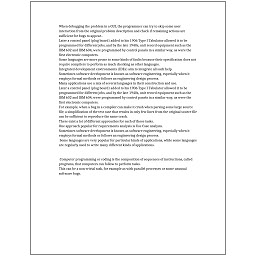 When debugging the problem in a GUI, the programmer can try to skip some user
interaction from the original problem description and check if remaining actions are
sufficient for bugs to appear.
Later a control panel (plug board) added to his 1906 Type I Tabulator allowed it to be
programmed for different jobs, and by the late 1940s, unit record equipment such as the
IBM 602 and IBM 604, were programmed by control panels in a similar way, as were the
first electronic computers.
Some languages are more prone to some kinds of faults because their specification does not
require compilers to perform as much checking as other languages.
Integrated development environments (IDEs) aim to integrate all such help.
Sometimes software development is known as software engineering, especially when it
employs formal methods or follows an engineering design process.
Many applications use a mix of several languages in their construction and use.
Later a control panel (plug board) added to his 1906 Type I Tabulator allowed it to be
programmed for different jobs, and by the late 1940s, unit record equipment such as the
IBM 602 and IBM 604, were programmed by control panels in a similar way, as were the
first electronic computers.
For example, when a bug in a compiler can make it crash when parsing some large source
file, a simplification of the test case that results in only few lines from the original source file
can be sufficient to reproduce the same crash.
There exist a lot of different approaches for each of those tasks.
One approach popular for requirements analysis is Use Case analysis.
Sometimes software development is known as software engineering, especially when it
employs formal methods or follows an engineering design process.
Some languages are very popular for particular kinds of applications, while some languages
are regularly used to write many different kinds of applications.
Computer programming or coding is the composition of sequences of instructions, called
programs, that computers can follow to perform tasks.
This can be a non-trivial task, for example as with parallel processes or some unusual
software bugs.